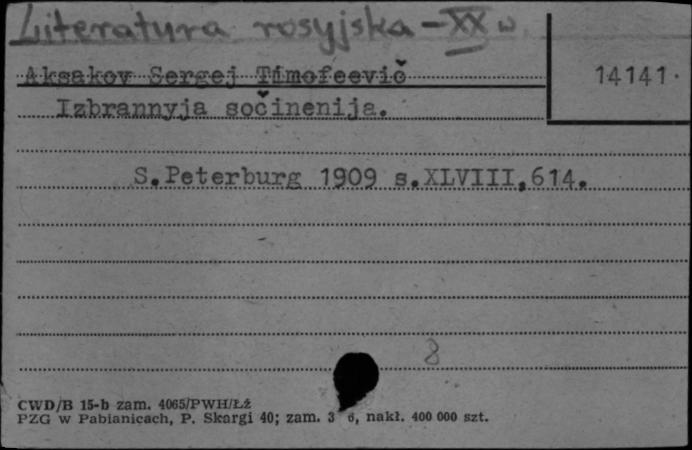 Literatura rosyjska - XX w.
Aksakov Sergej Timofeevič
14141.
Izbrannyja sočinenija.
S.Peterburg 1909 s.XLVIII,614.
8
CWD/B 15-b zam. 4065/PWH/Łż
PZG w Pabianicach, P. Skargi 40; zam. 3 6, nakł. 400 000 szt.